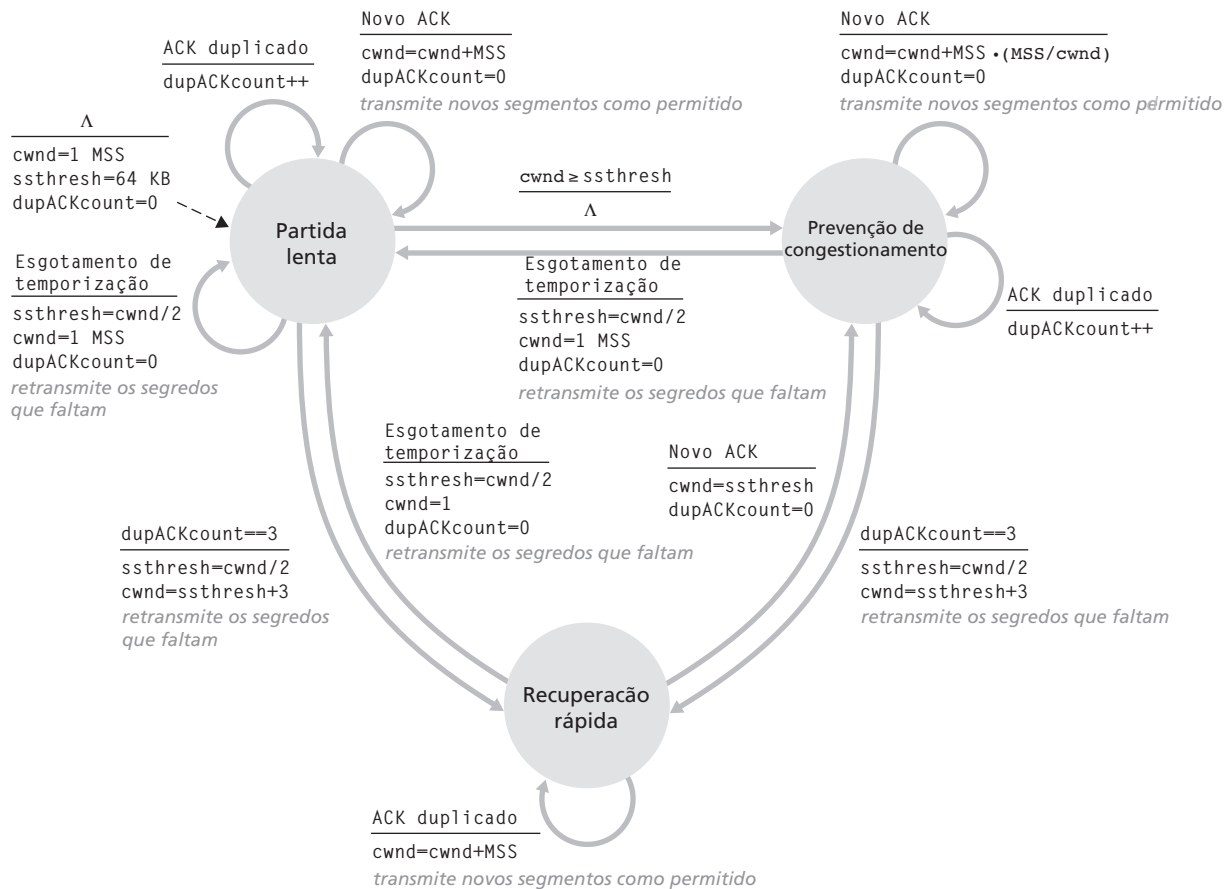 Novo ACK
cwnd=cwnd+MSS
dupACKcount=0
transmite novos segmentos como permitido
Novo ACK
cwnd=cwnd+MSS •(MSS/cwnd)
dupACKcount=0
transmite novos segmentos como permitido
ACK duplicado
dupACKcount++
Λ
cwnd=1 MSS
ssthresh=64 KB
dupACKcount=0
cwnd ≥ ssthresh
Λ
Partida
lenta
Prevenção de
congestionamento
Esgotamento de
temporização
ssthresh=cwnd/2
cwnd=1 MSS
dupACKcount=0
retransmite os segredos
que faltam
Esgotamento de
temporização
ssthresh=cwnd/2
cwnd=1 MSS
dupACKcount=0
retransmite os segredos que faltam
ACK duplicado
dupACKcount++
Esgotamento de
temporização
ssthresh=cwnd/2
cwnd=1
dupACKcount=0
retransmite os segredos que faltam
Novo ACK
cwnd=ssthresh
dupACKcount=0
dupACKcount==3
ssthresh=cwnd/2
cwnd=ssthresh+3
retransmite os segredos
que faltam
dupACKcount==3
ssthresh=cwnd/2
cwnd=ssthresh+3
retransmite os segredos que faltam
Recuperacão
rápida
ACK duplicado
cwnd=cwnd+MSS
transmite novos segmentos como permitido